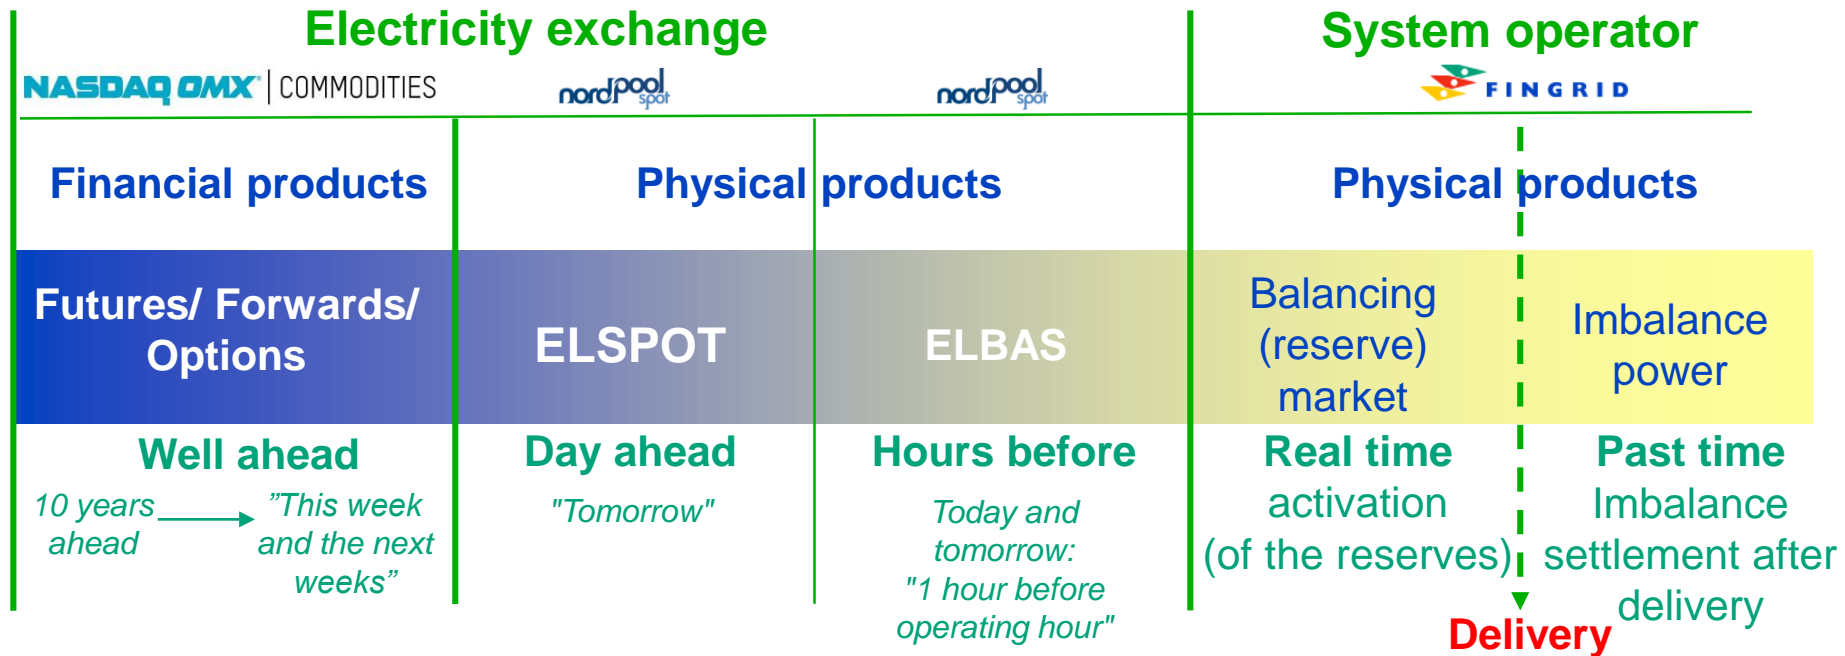 Electricity exchange
System operator
NASDAQ OMX® | COMMODITIES
nordpool
spot
nordpool
spot
FINGRID
Financial products
Physical products
Physical products
Futures/ Forwards/
Options
ELSPOT
ELBAS
Balancing
(reserve)
market
Imbalance
power
Well ahead
10 years
ahead
”This week
and the next
weeks”
Day ahead
"Tomorrow"
Hours before
Today and
tomorrow:
"1 hour before
operating hour"
Real time
activation
(of the reserves)
Past time
Imbalance
settlement after
delivery
Delivery